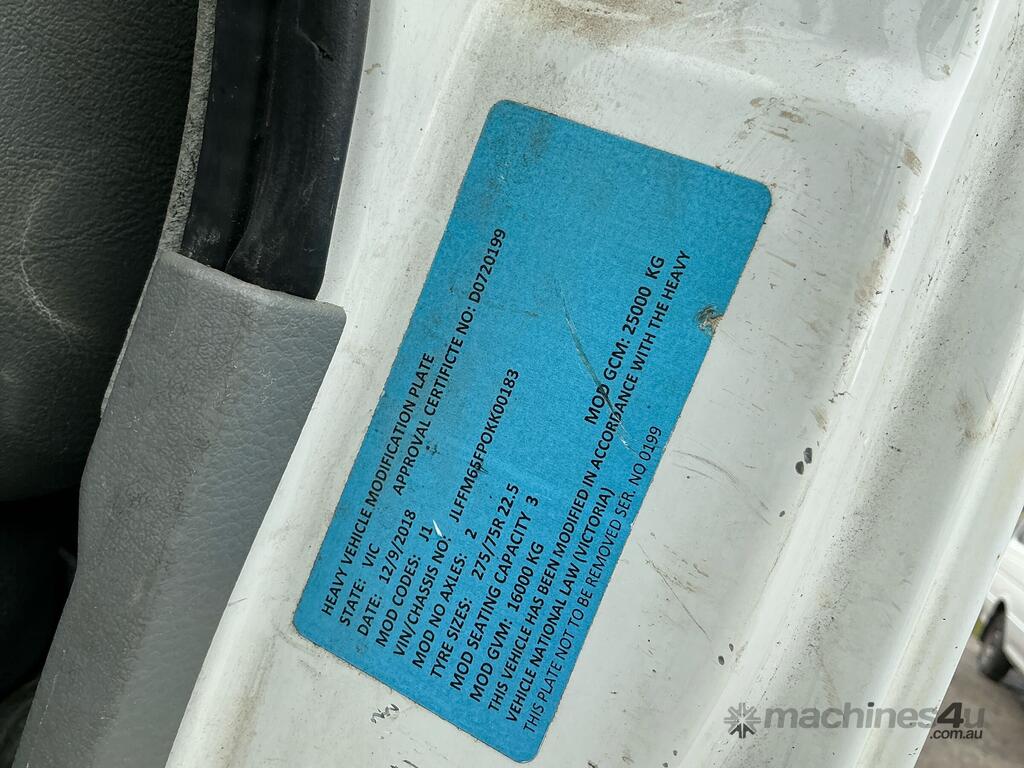 HEAVY VEHICLE MODIFICATION PLATE
STATE: VIC APPROVAL CERTIFICTE NO: D0720199
DATE: 12/9/2018
MOD CODES: J1
VIN/CHASSIS NO: JLFFM65FPOKK00183
MOD NO AXLES: 2
TYRE SIZES: 275/75R 22.5
MOD SEATING CAPACITY 3
MOD GVM: 16000 KG MOD GCM: 25000 KG
THIS VEHICLE HAS BEEN MODIFIED IN ACCORDANCE WITH THE HEAVY
VEHICLE NATIONAL LAW (VICTORIA)
THIS PLATE NOT TO BE REMOVED SER. NO 0199
machines4u
.com.au